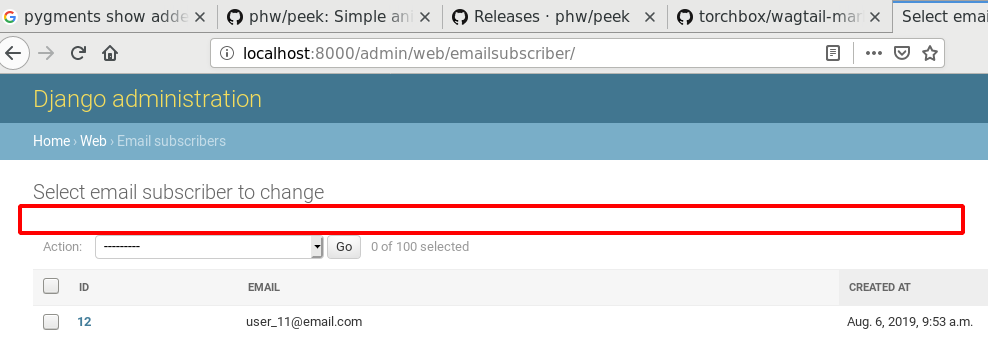 pygments show adde
phw/peek: Simple ani
Releases · phw/peek
torchbox/wagtail-mar
Select emai
localhost:8000/admin/web/emailsubscriber/
Django administration
Home › Web › Email subscribers
Select email subscriber to change
Action: --------- Go 0 of 100 selected
ID EMAIL CREATED AT
12 user_11@email.com Aug. 6, 2019, 9:53 a.m.